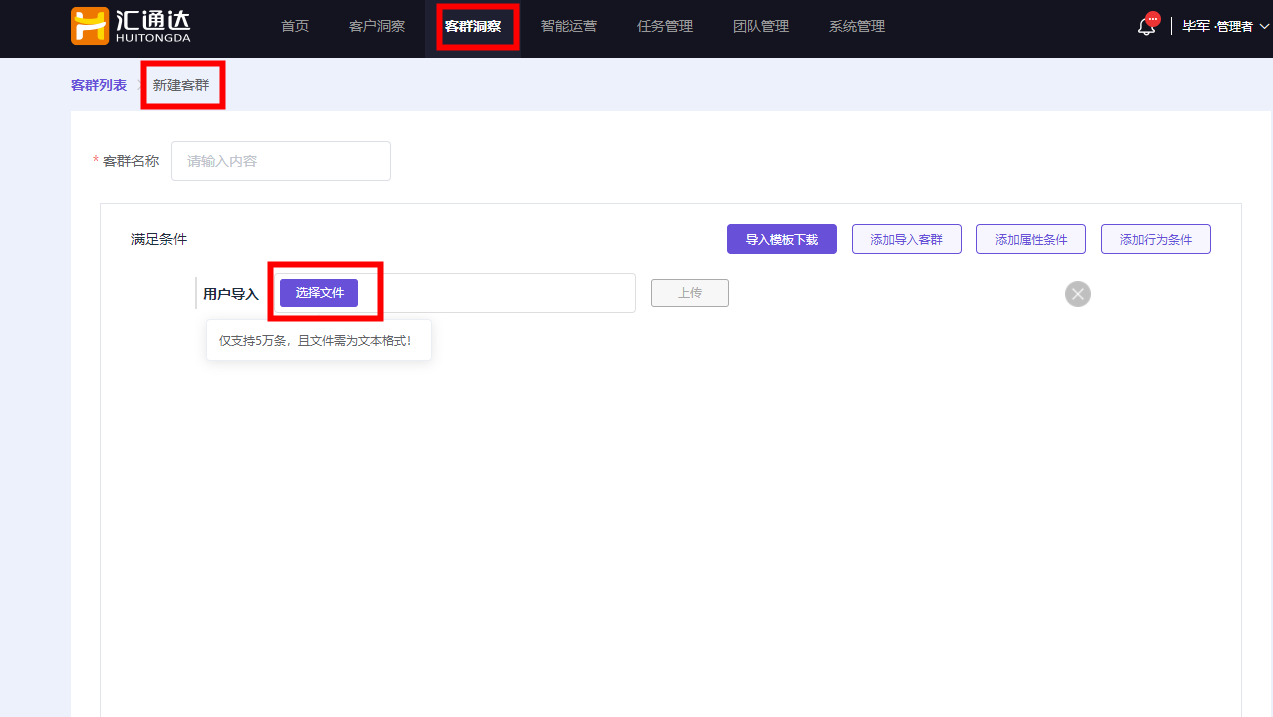 汇通达
HUITONGDA
首页
客户洞察
客群洞察
智能运营
任务管理
团队管理
系统管理
毕军 ·管理者
客群列表
新建客群
* 客群名称
请输入内容
满足条件
导入模板下载
添加导入客群
添加属性条件
添加行为条件
用户导入
选择文件
上传
仅支持5万条，且文件需为文本格式！